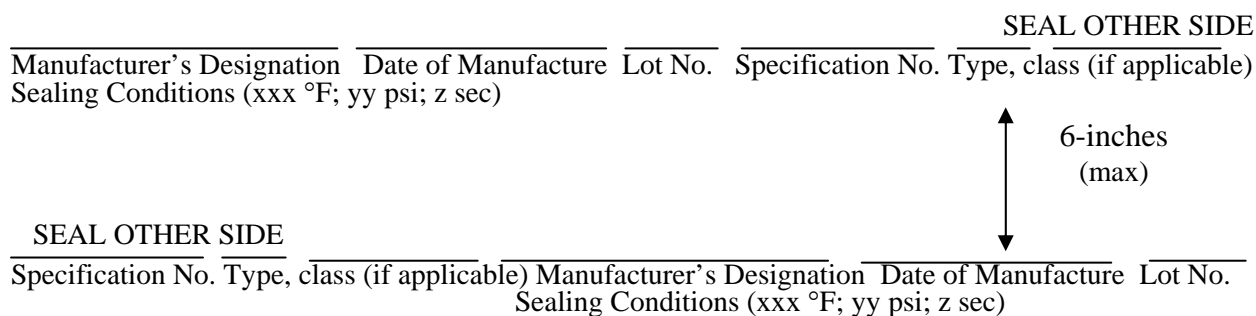 SEAL OTHER SIDE
Manufacturer's Designation Date of Manufacture Lot No. Specification No. Type, class (if applicable)
Sealing Conditions (xxx °F; yy psi; z sec)
6-inches
(max)
SEAL OTHER SIDE
Specification No. Type, class (if applicable) Manufacturer's Designation Date of Manufacture Lot No.
Sealing Conditions (xxx °F; yy psi; z sec)